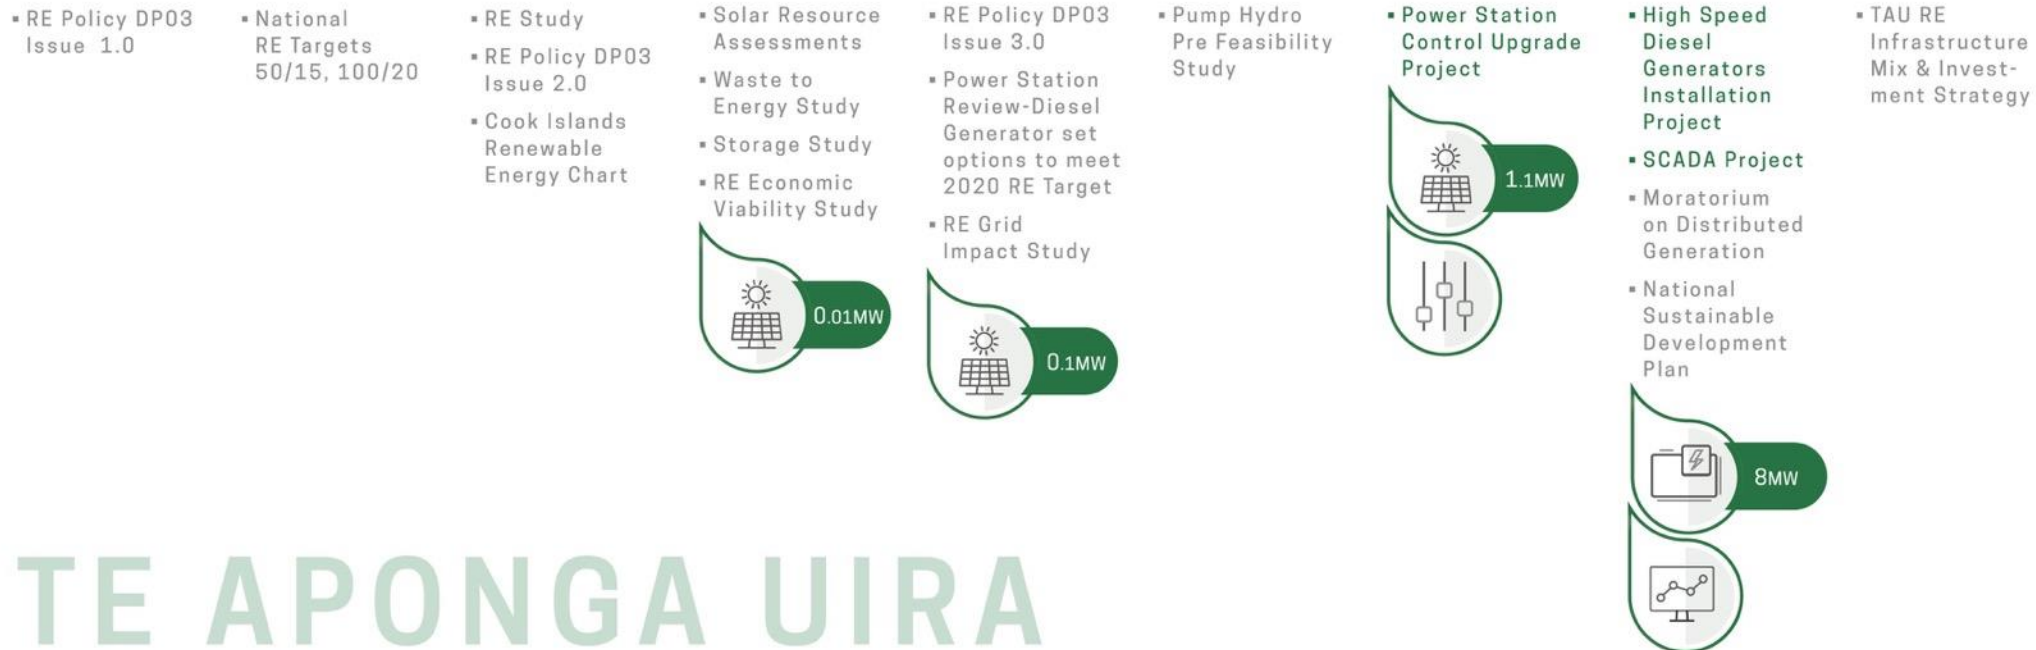 ▪ RE Policy DP03
Issue 1.0
▪ National
RE Targets
50/15, 100/20
▪ RE Study
▪ RE Policy DP03
Issue 2.0
▪ Cook Islands
Renewable
Energy Chart
▪ Solar Resource
Assessments
▪ Waste to
Energy Study
▪ Storage Study
▪ RE Economic
Viability Study
0.01MW
▪ RE Policy DP03
Issue 3.0
▪ Power Station
Review-Diesel
Generator set
options to meet
2020 RE Target
▪ RE Grid
Impact Study
0.1MW
▪ Pump Hydro
Pre Feasibility
Study
▪ Power Station
Control Upgrade
Project
1.1MW
▪ High Speed
Diesel
Generators
Installation
Project
▪ SCADA Project
▪ Moratorium
on Distributed
Generation
▪ National
Sustainable
Development
Plan
8MW
▪ TAU RE
Infrastructure
Mix & Invest-
ment Strategy
TE APONGA UIRA